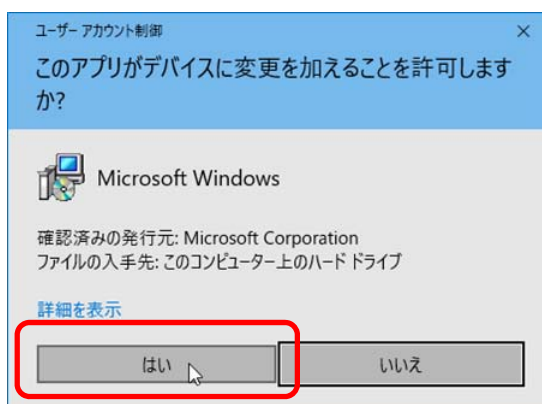 ユーザー アカウント制御
このアプリがデバイスに変更を加えることを許可します
か?
Microsoft Windows
確認済みの発行元: Microsoft Corporation
ファイルの入手先: このコンピューター上のハード ドライブ
詳細を表示
はい
いいえ